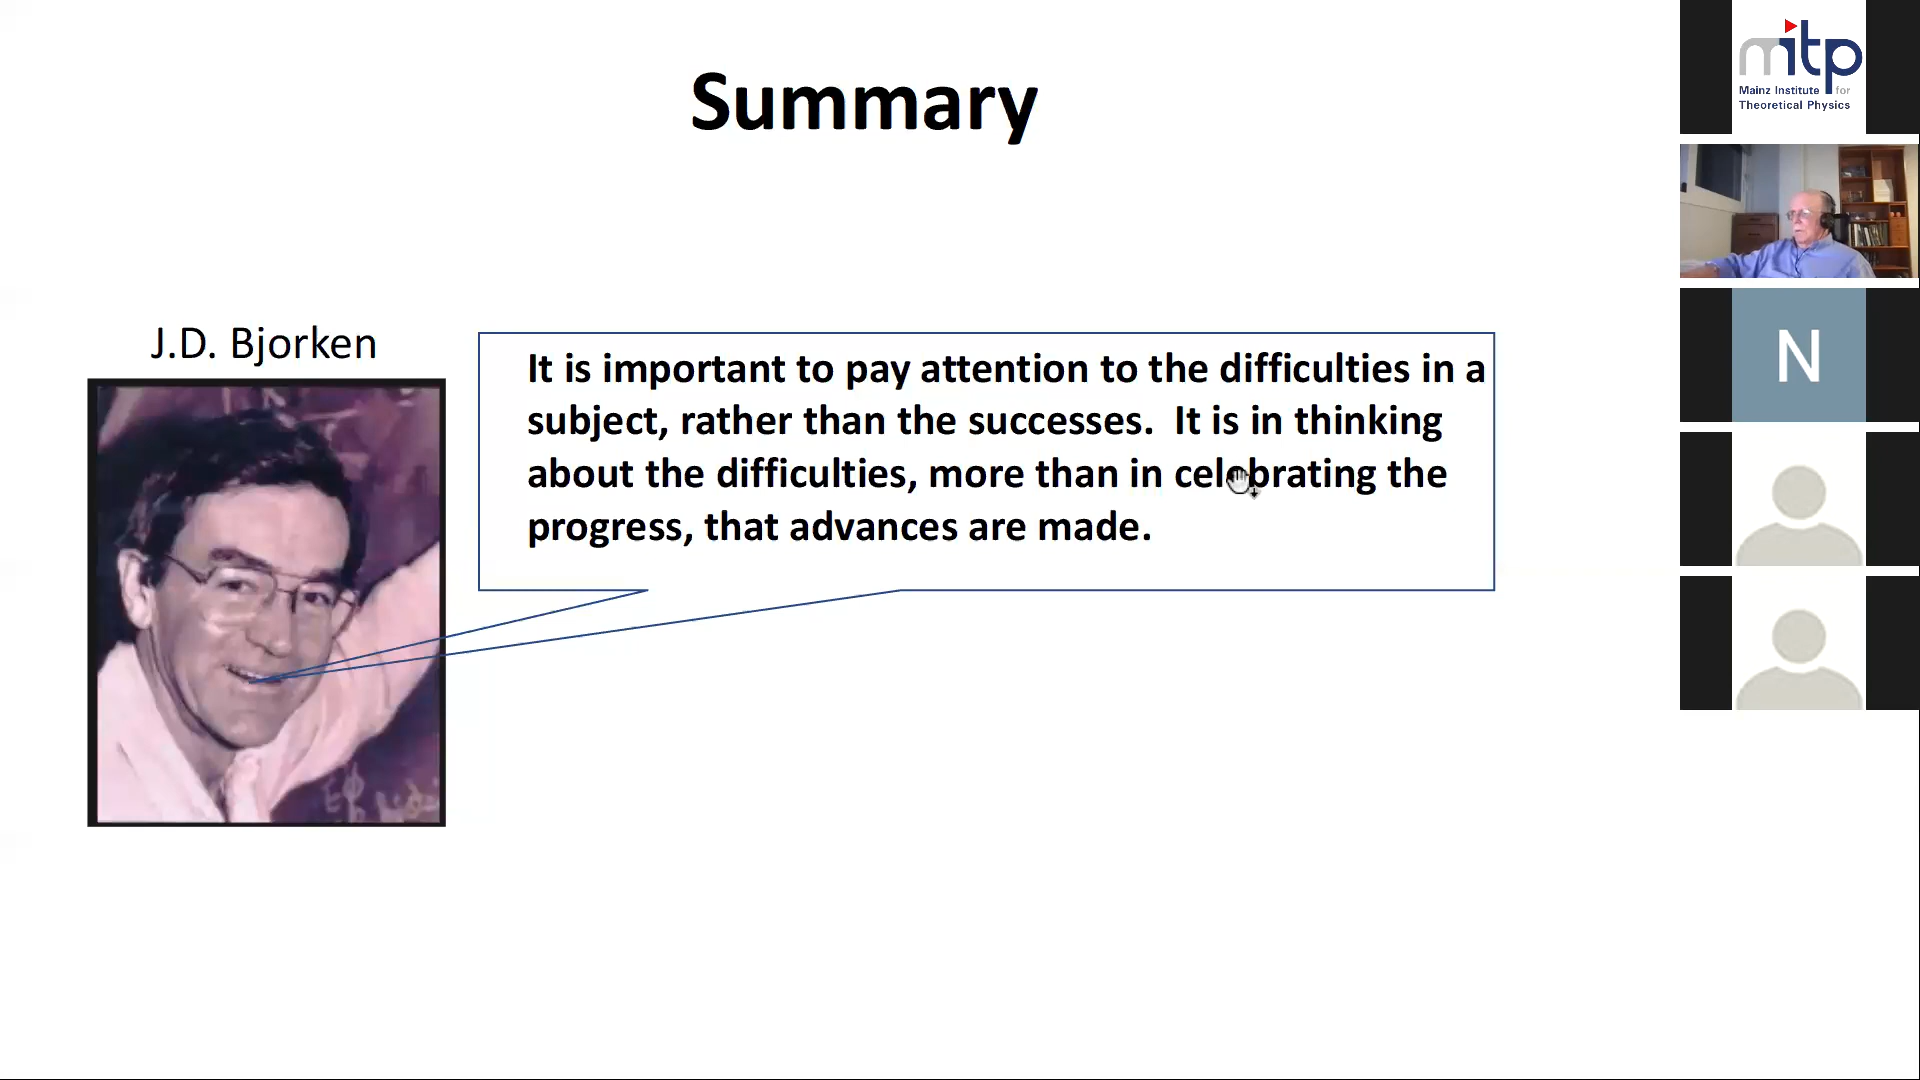 Summary
J.D. Bjorken
It is important to pay attention to the difficulties in a
subject, rather than the successes.  It is in thinking
about the difficulties, more than in celebrating the
progress, that advances are made.
mitp
Mainz Institute for
Theoretical Physics
N